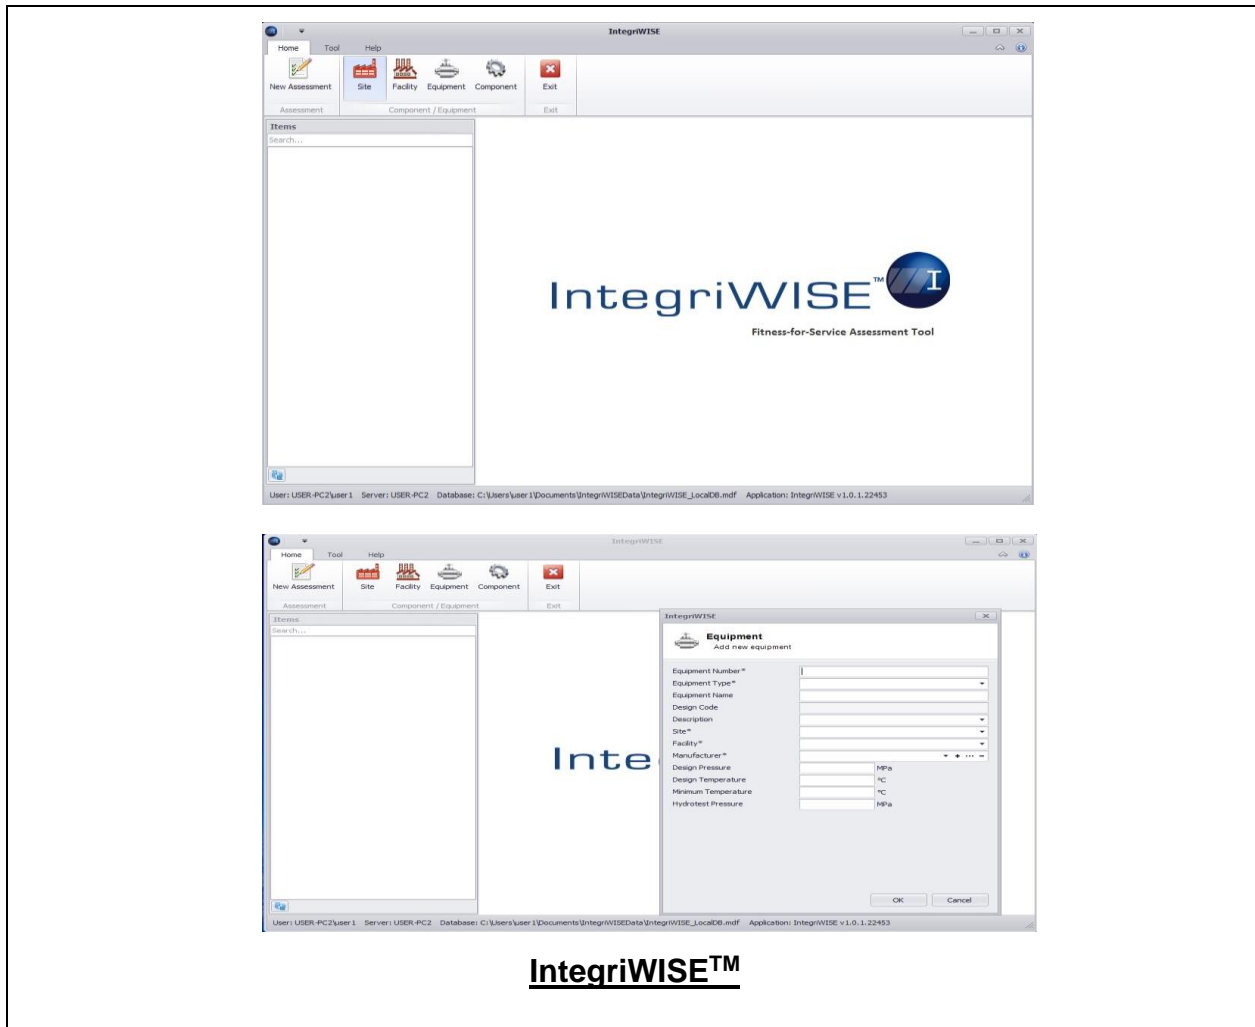 IntegriWISE
Home Tool Help
New Assessment Site Facility Equipment Component Exit
Assessment Component / Equipment Exit
Items
Search...
IntegriWISE™ I
Fitness-for-Service Assessment Tool
User: USER-PC2\user1 Server: USER-PC2 Database: C:\Users\user1\Documents\IntegriWISEData\IntegriWISE_LocalDB.mdf Application: IntegriWISE v1.0.1.22453
IntegriWISE
Home Tool Help
New Assessment Site Facility Equipment Component Exit
Assessment Component / Equipment Exit
Items
Search...
Inte
IntegriWISE
Equipment
Add new equipment
Equipment Number*
Equipment Type*
Equipment Name
Design Code
Description
Site*
Facility*
Manufacturer*
Design Pressure MPa
Design Temperature °C
Minimum Temperature °C
Hydrotest Pressure MPa
OK Cancel
User: USER-PC2\user1 Server: USER-PC2 Database: C:\Users\user1\Documents\IntegriWISEData\IntegriWISE_LocalDB.mdf Application: IntegriWISE v1.0.1.22453
IntegriWISE™